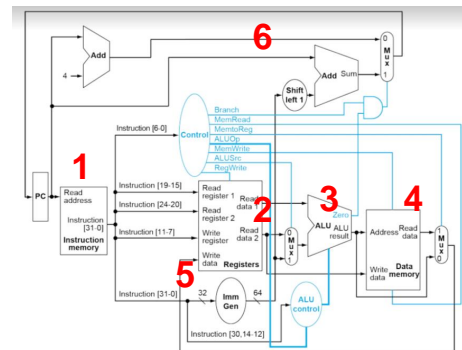 6
0
Mux
1
Add
4
Add Sum
Shift
left 1
Branch
MemRead
MemtoReg
ALUOp
MemWrite
ALUSrc
RegWrite
Control
Instruction [6-0]
1
PC
Read
address
Instruction
[31-0]
Instruction
memory
Instruction [19-15]
Instruction [24-20]
Instruction [11-7]
Instruction [31-0]
Instruction [30,14-12]
Read
register 1
Read
register 2
Write
register
Write
data
Read
data 1
Read
data 2
Registers
2
5
0
Mux
1
3
Zero
ALU
ALU
result
4
Address
Read
data
Write
data
Data
memory
1
Mux
0
32
Imm
Gen
64
ALU
control